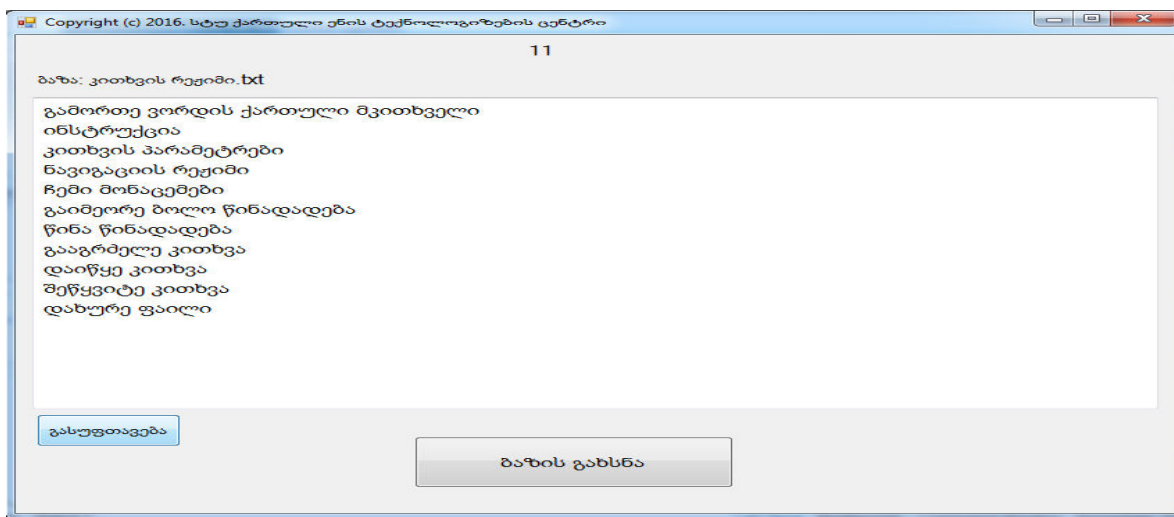 Copyright (c) 2016. სტუ ქართული ენის ტექნოლოგიზების ცენტრი
11
ბაზა: კითხვის რეჟიმი.txt
გამორთე ვორდის ქართული მკითხველი
ინსტრუქცია
კითხვის პარამეტრები
ნავიგაციის რეჟიმი
ჩემი მონაცემები
გაიმეორე ბოლო წინადადება
წინა წინადადება
გააგრძელე კითხვა
დაიწყე კითხვა
შეწყვიტე კითხვა
დახურე ფაილი
გასუფთავება
ბაზის გახსნა